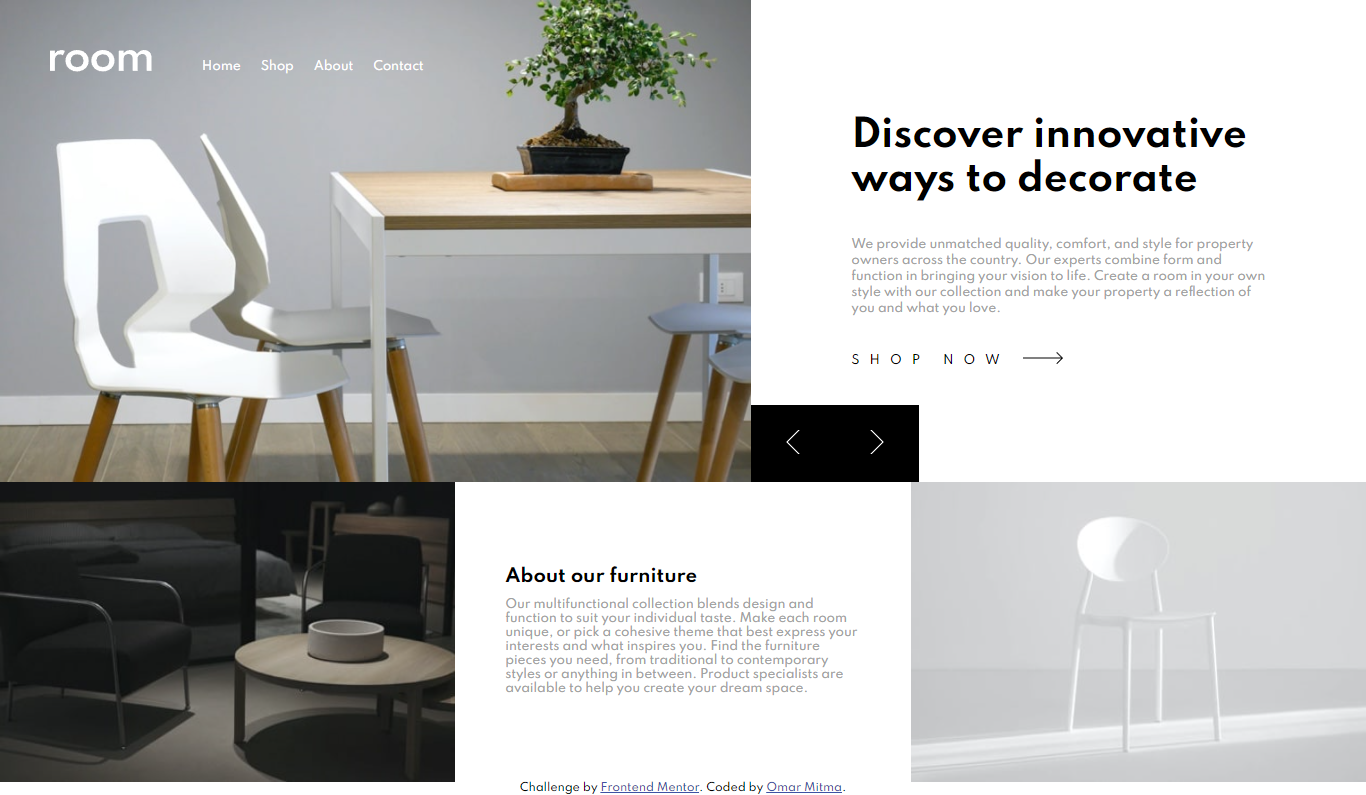 room
Home Shop About Contact
Discover innovative
ways to decorate
We provide unmatched quality, comfort, and style for property
owners across the country. Our experts combine form and
function in bringing your vision to life. Create a room in your own
style with our collection and make your property a reflection of
you and what you love.
SHOP NOW
About our furniture
Our multifunctional collection blends design and
function to suit your individual taste. Make each room
unique, or pick a cohesive theme that best express your
interests and what inspires you. Find the furniture
pieces you need, from traditional to contemporary
styles or anything in between. Product specialists are
available to help you create your dream space.
Challenge by Frontend Mentor. Coded by Omar Mitma.